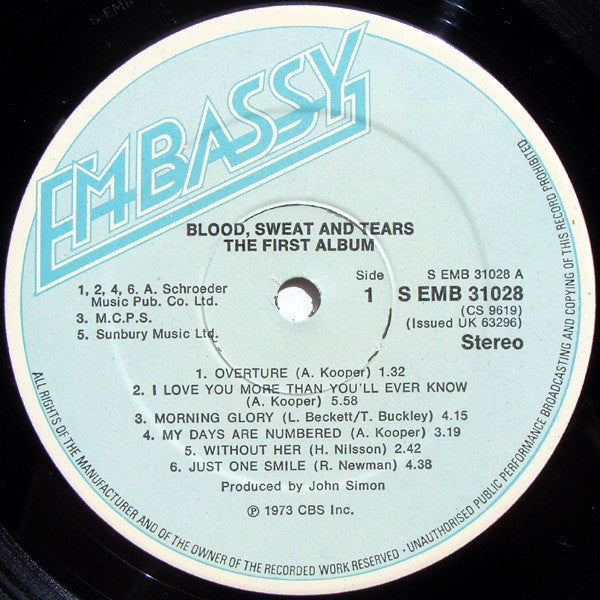 EMBASSY
BLOOD, SWEAT AND TEARS
THE FIRST ALBUM
1, 2, 4, 6. A. Schroeder
Music Pub. Co. Ltd.
3. M.C.P.S.
5. Sunbury Music Ltd.
Side
1
S EMB 31028 A
S EMB 31028
(CS 9619)
(Issued UK 63296)
Stereo
1. OVERTURE (A. Kooper) 1.32
2. I LOVE YOU MORE THAN YOU'LL EVER KNOW
(A. Kooper) 5.58
3. MORNING GLORY (L. Beckett/T. Buckley) 4.15
4. MY DAYS ARE NUMBERED (A. Kooper) 3.19
5. WITHOUT HER (H. Nilsson) 2.42
6. JUST ONE SMILE (R. Newman) 4.38
Produced by John Simon
℗ 1973 CBS Inc.
ALL RIGHTS OF THE MANUFACTURER AND OF THE OWNER OF THE RECORDED WORK RESERVED · UNAUTHORISED PUBLIC PERFORMANCE BROADCASTING AND COPYING OF THIS RECORD PROHIBITED